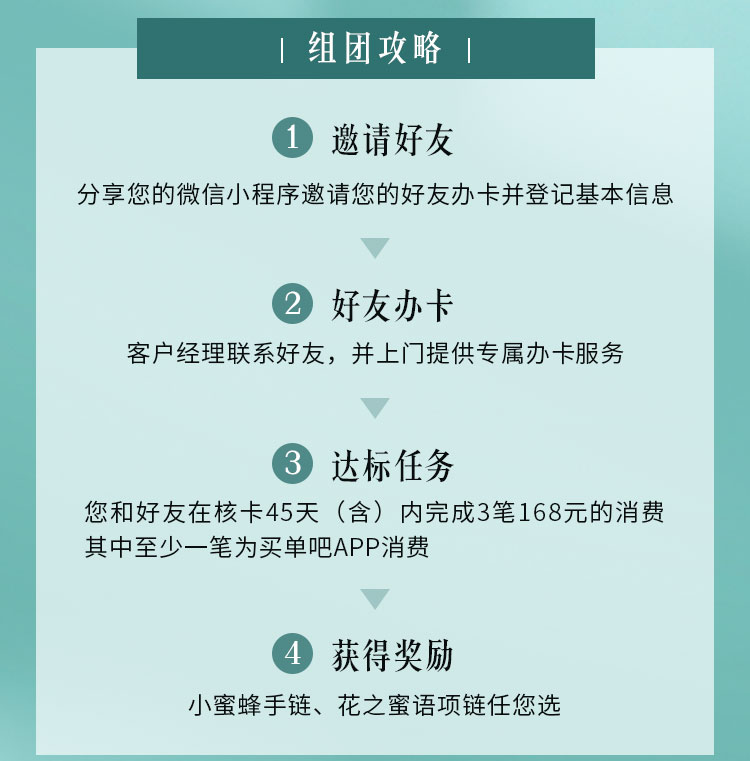 组团攻略
1 邀请好友
分享您的微信小程序邀请您的好友办卡并登记基本信息
2 好友办卡
客户经理联系好友，并上门提供专属办卡服务
3 达标任务
您和好友在核卡45天（含）内完成3笔168元的消费
其中至少一笔为买单吧APP消费
4 获得奖励
小蜜蜂手链、花之蜜语项链任您选